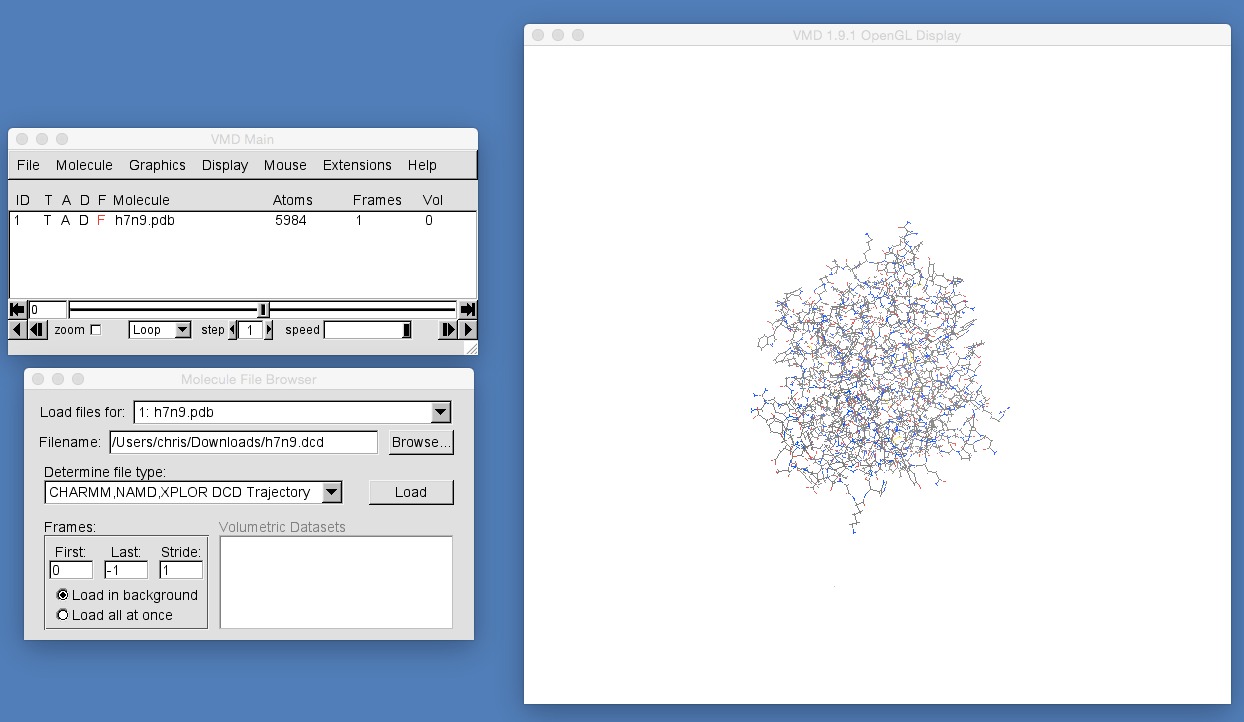 VMD Main
File Molecule Graphics Display Mouse Extensions Help
ID T A D F Molecule Atoms Frames Vol
1 T A D F h7n9.pdb 5984 1 0
0
zoom Loop step 1 speed
Molecule File Browser
Load files for: 1: h7n9.pdb
Filename: /Users/chris/Downloads/h7n9.dcd Browse...
Determine file type:
CHARMM,NAMD,XPLOR DCD Trajectory Load
Frames: Volumetric Datasets
First: Last: Stride:
0 -1 1
Load in background
Load all at once
VMD 1.9.1 OpenGL Display